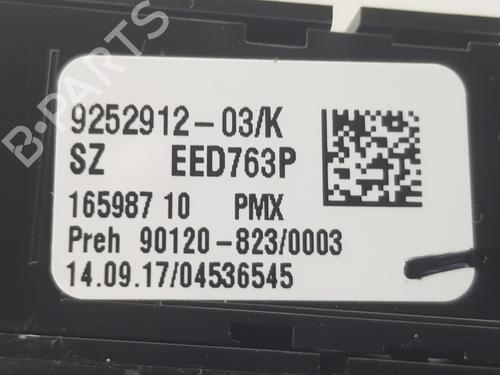 9252912-03/K
SZ EED763P
165987 10 PMX
Preh 90120-823/0003
14.09.17/04536545
B-PARTS